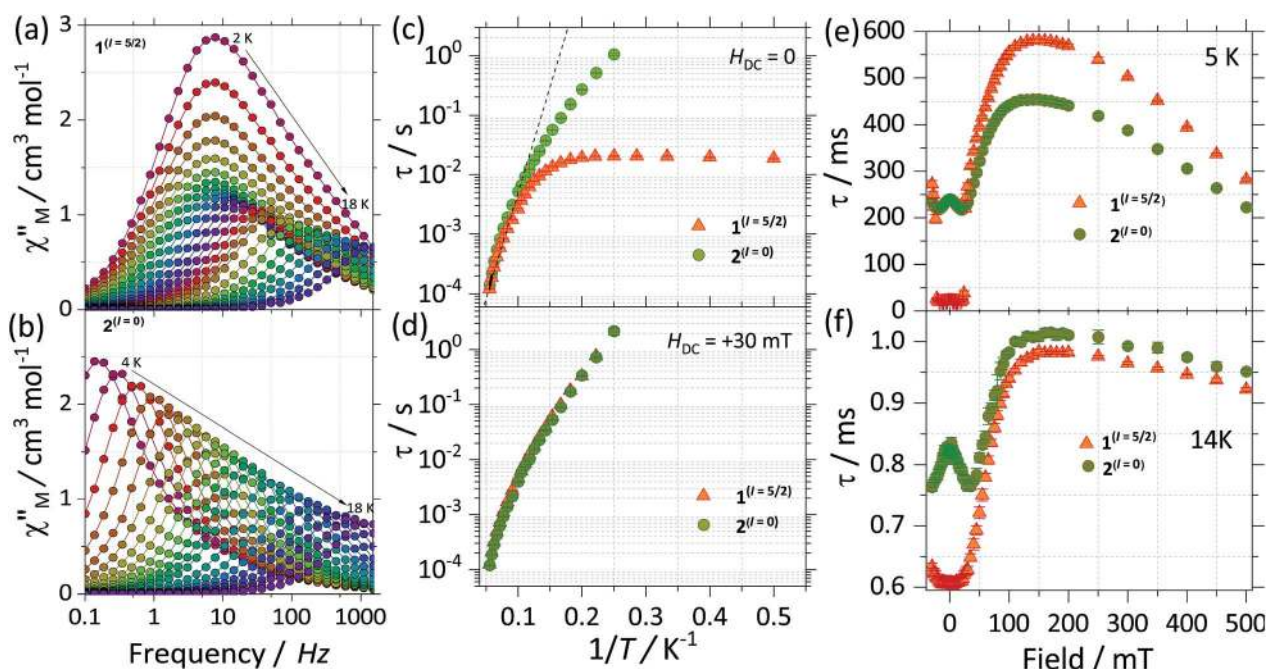 (a)
1(I = 5/2)
2 K
18 K
3
2
1
0
χ"M / cm3 mol-1
(b)
2(I=0)
4 K
18 K
2
1
0
χ"M / cm3 mol-1
0.1 1 10 100 1000
Frequency / Hz
(c)
HDC = 0
100
10-1
10-2
10-3
10-4
τ / s
1(I=5/2)
2(I=0)
(d)
HDC = +30 mT
100
10-1
10-2
10-3
10-4
τ / s
1(I=5/2)
2(I=0)
0.1 0.2 0.3 0.4 0.5
1/T / K-1
(e)
5 K
600
500
400
300
200
100
0
τ / ms
1(I=5/2)
2(I=0)
(f)
14K
1.0
0.9
0.8
0.7
0.6
τ / ms
1(I=5/2)
2(I=0)
0 100 200 300 400 500
Field / mT